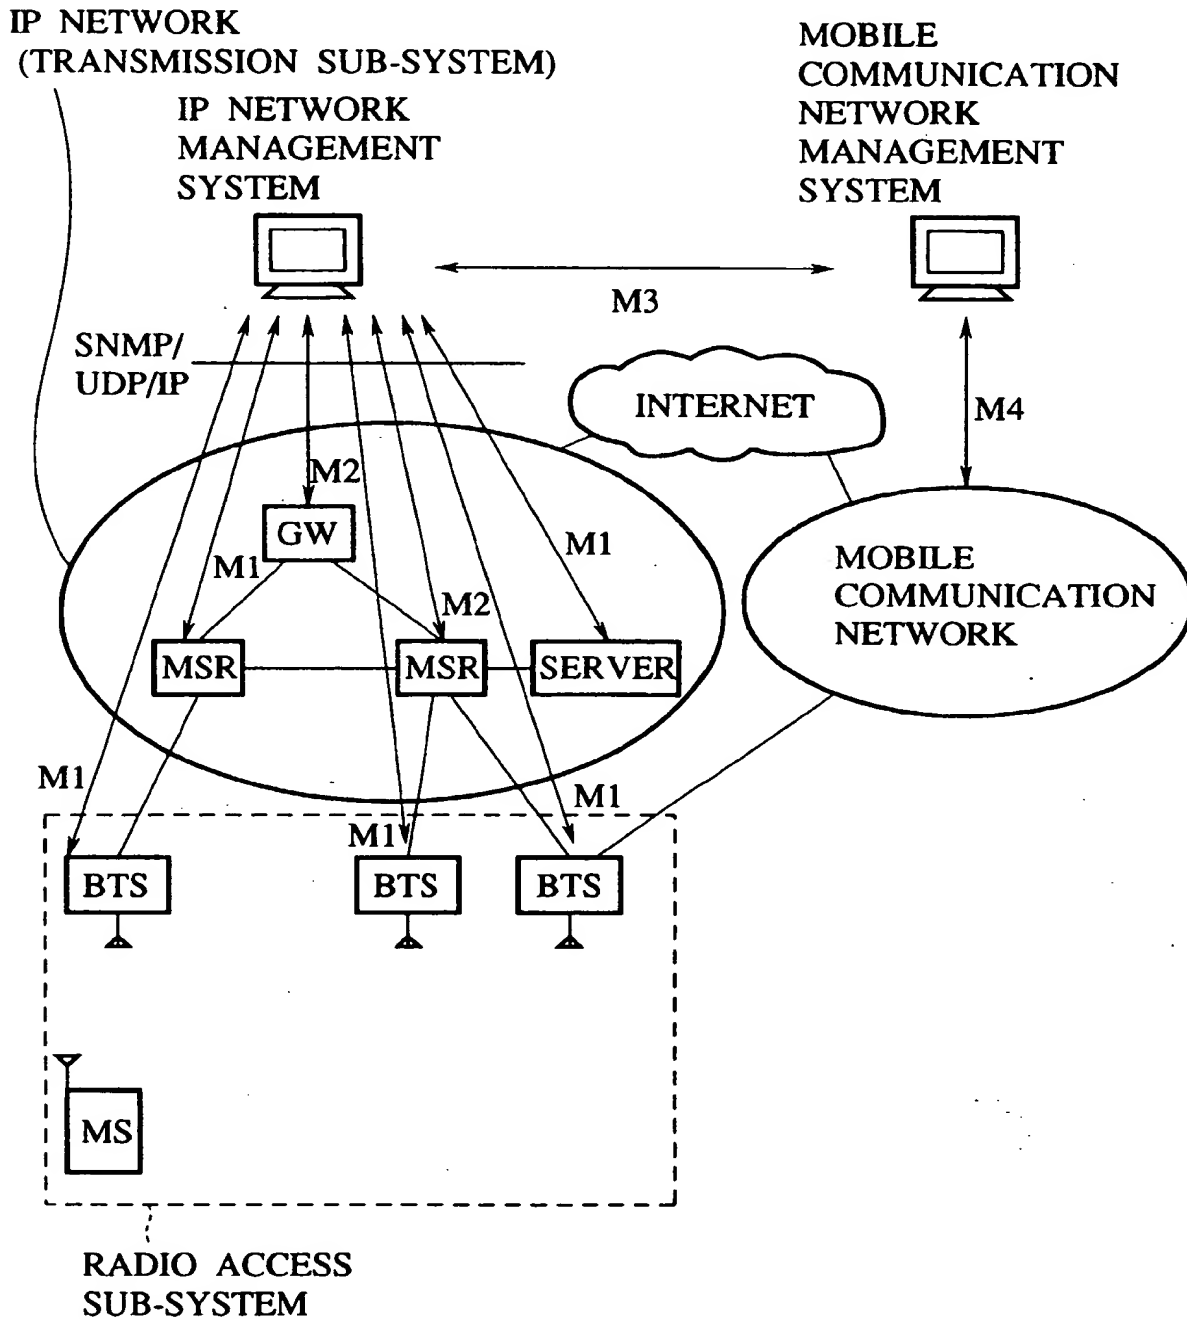 IP NETWORK
(TRANSMISSION SUB-SYSTEM)
IP NETWORK
MANAGEMENT
SYSTEM
MOBILE
COMMUNICATION
NETWORK
MANAGEMENT
SYSTEM
M3
SNMP/
UDP/IP
INTERNET
M4
M2
GW
M1
M1
M2
MOBILE
COMMUNICATION
NETWORK
MSR
MSR
SERVER
M1
M1
M1
BTS
BTS
BTS
MS
RADIO ACCESS
SUB-SYSTEM